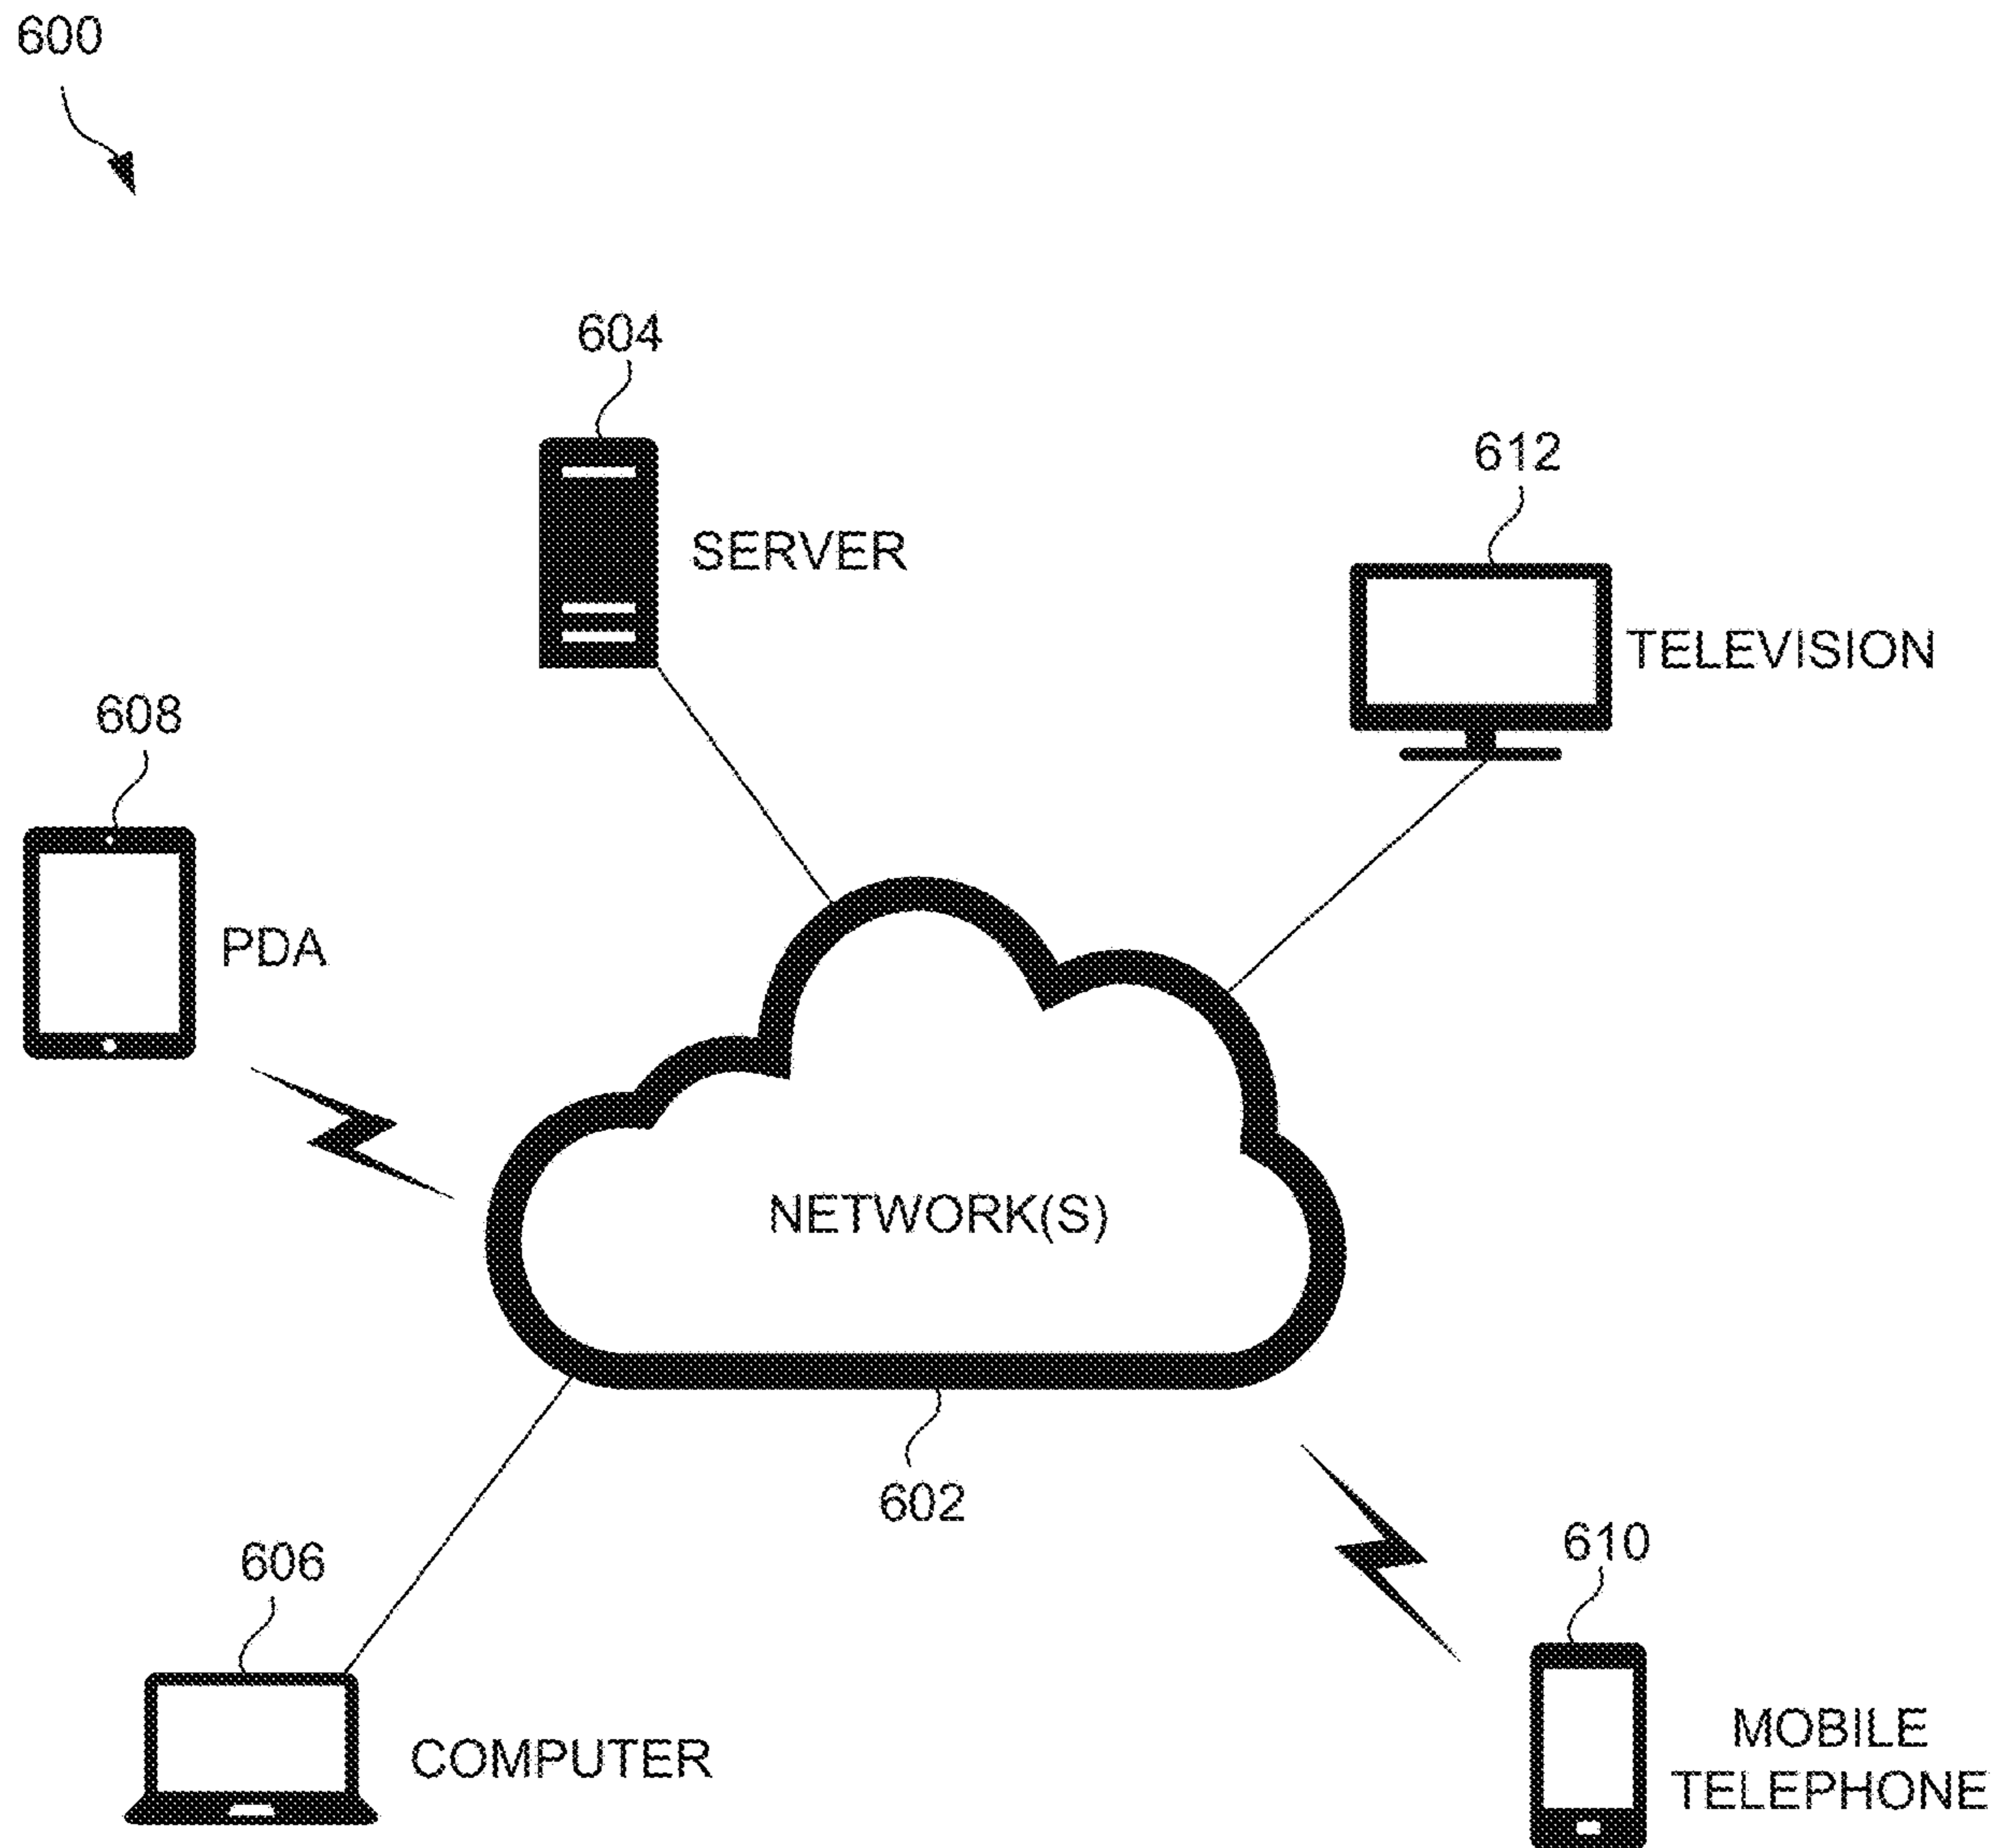 600
604
612
SERVER
TELEVISION
608
PDA
NETWORK(S)
602
606
610
COMPUTER
MOBILE
TELEPHONE